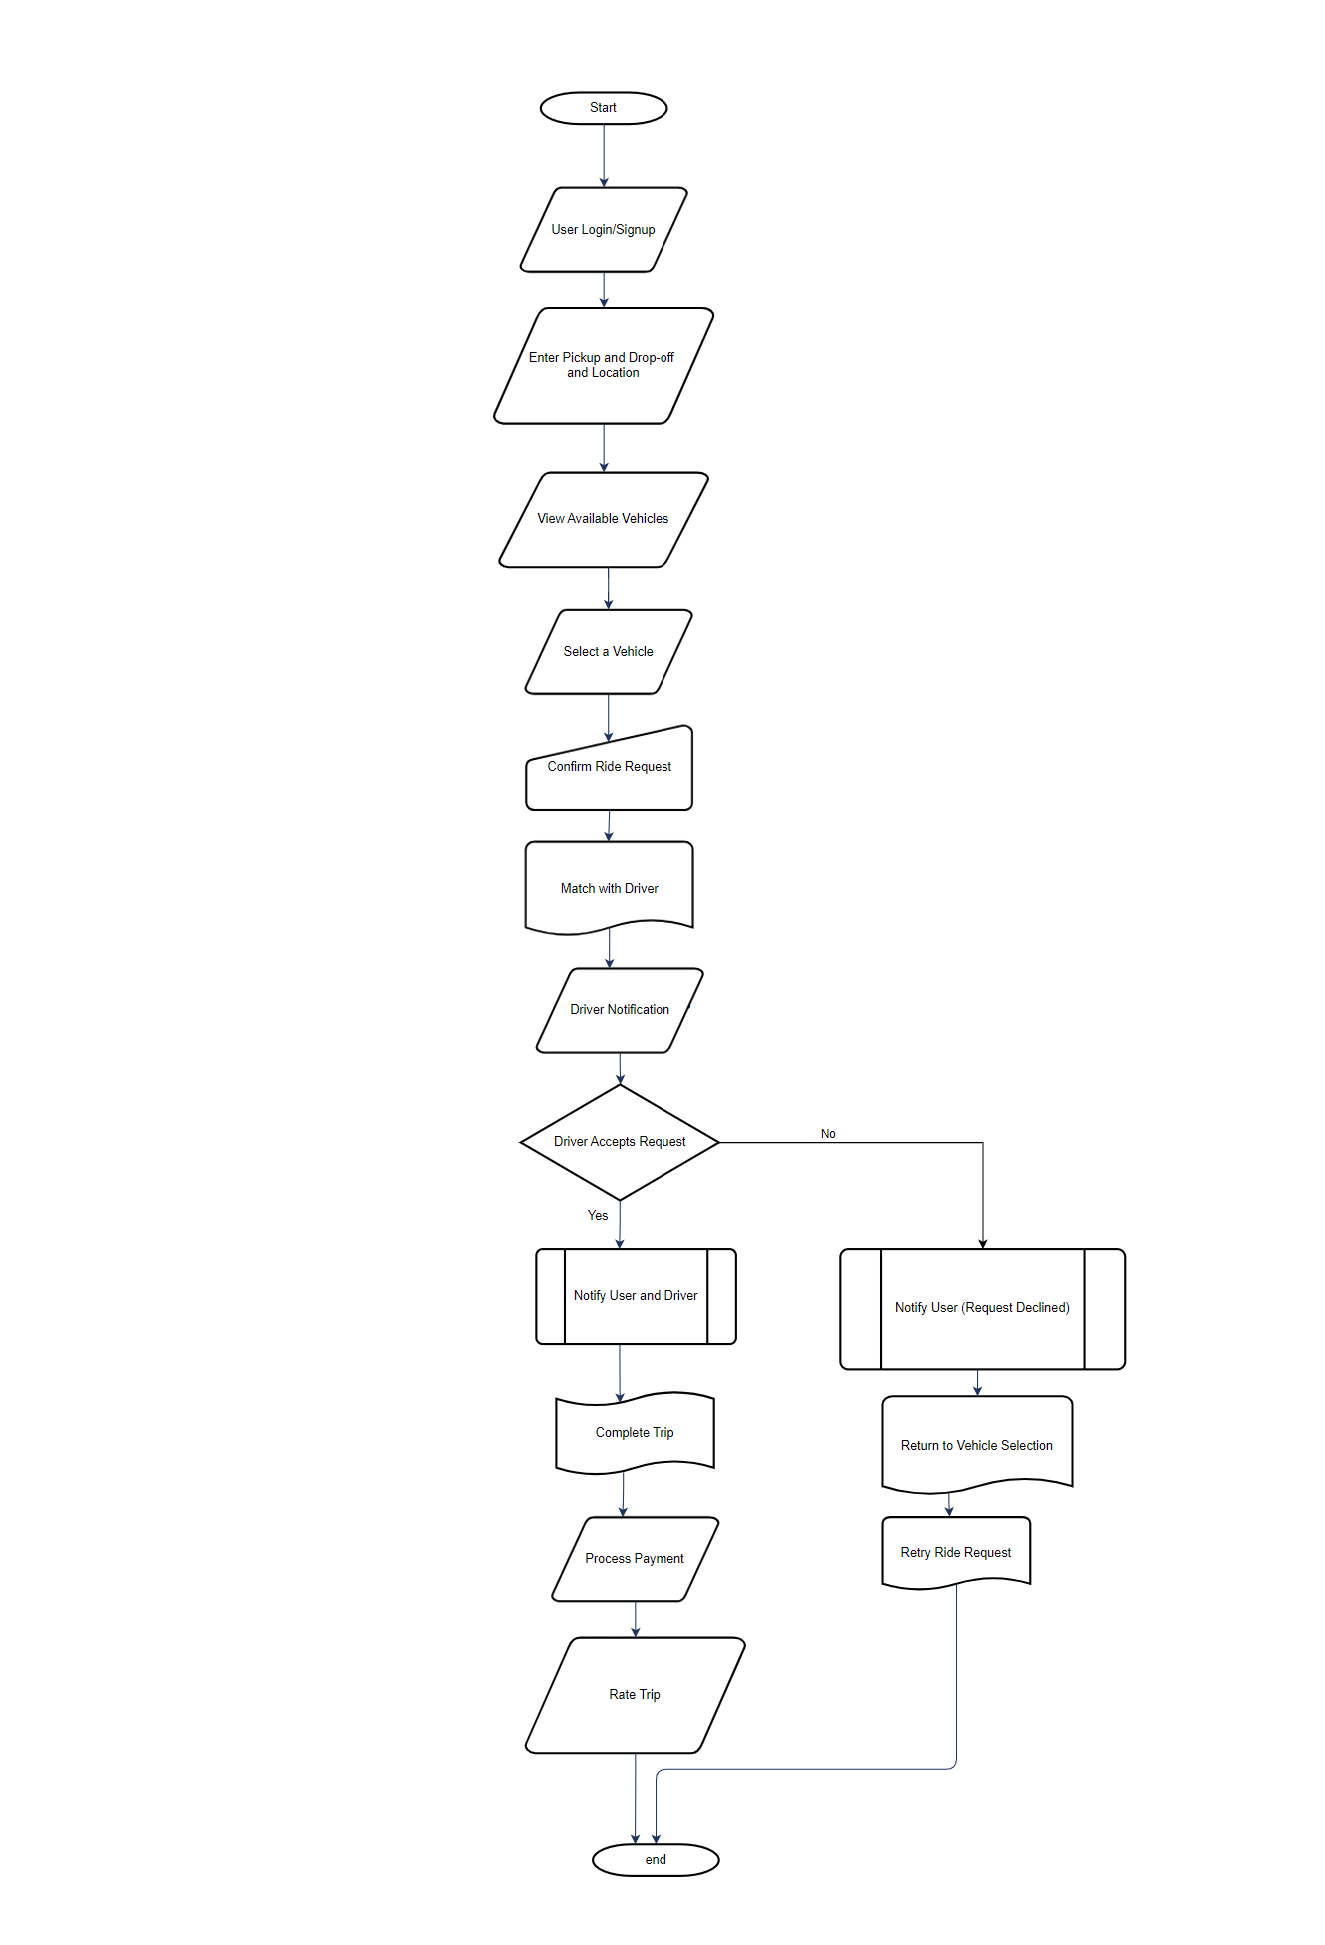 Start
User Login/Signup
Enter Pickup and Drop-off
and Location
View Available Vehicles
Select a Vehicle
Confirm Ride Request
Match with Driver
Driver Notification
Driver Accepts Request
No
Yes
Notify User and Driver
Notify User (Request Declined)
Complete Trip
Return to Vehicle Selection
Process Payment
Retry Ride Request
Rate Trip
end